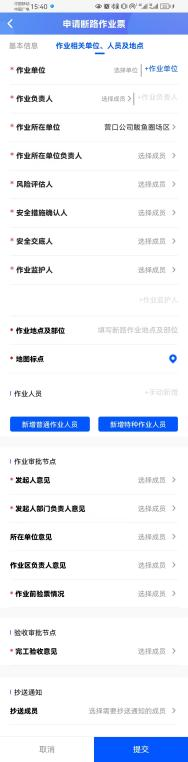 15:40
申请断路作业票
基本信息 作业相关单位、人员及地点
* 作业单位 选择单位 +作业单位
* 作业负责人 选择成员 +作业负责人
* 作业所在单位 营口公司鲅鱼圈场区
* 作业所在单位负责人 选择成员
* 风险评估人 选择成员
* 安全措施确认人 选择成员
* 安全交底人 选择成员
* 作业监护人 选择成员
+作业监护人
* 作业地点及部位 填写断路作业地点及部位
* 地图标点
作业人员 +手动新增
新增普通作业人员 新增特种作业人员
作业审批节点
* 发起人意见 选择成员
* 发起人部门负责人意见 选择成员
所在单位意见 选择成员
作业区负责人意见 选择成员
* 作业前验票情况 选择成员
验收审批节点
* 完工验收意见 选择成员
抄送通知
抄送成员 选择需要抄送通知的成员
取消 提交